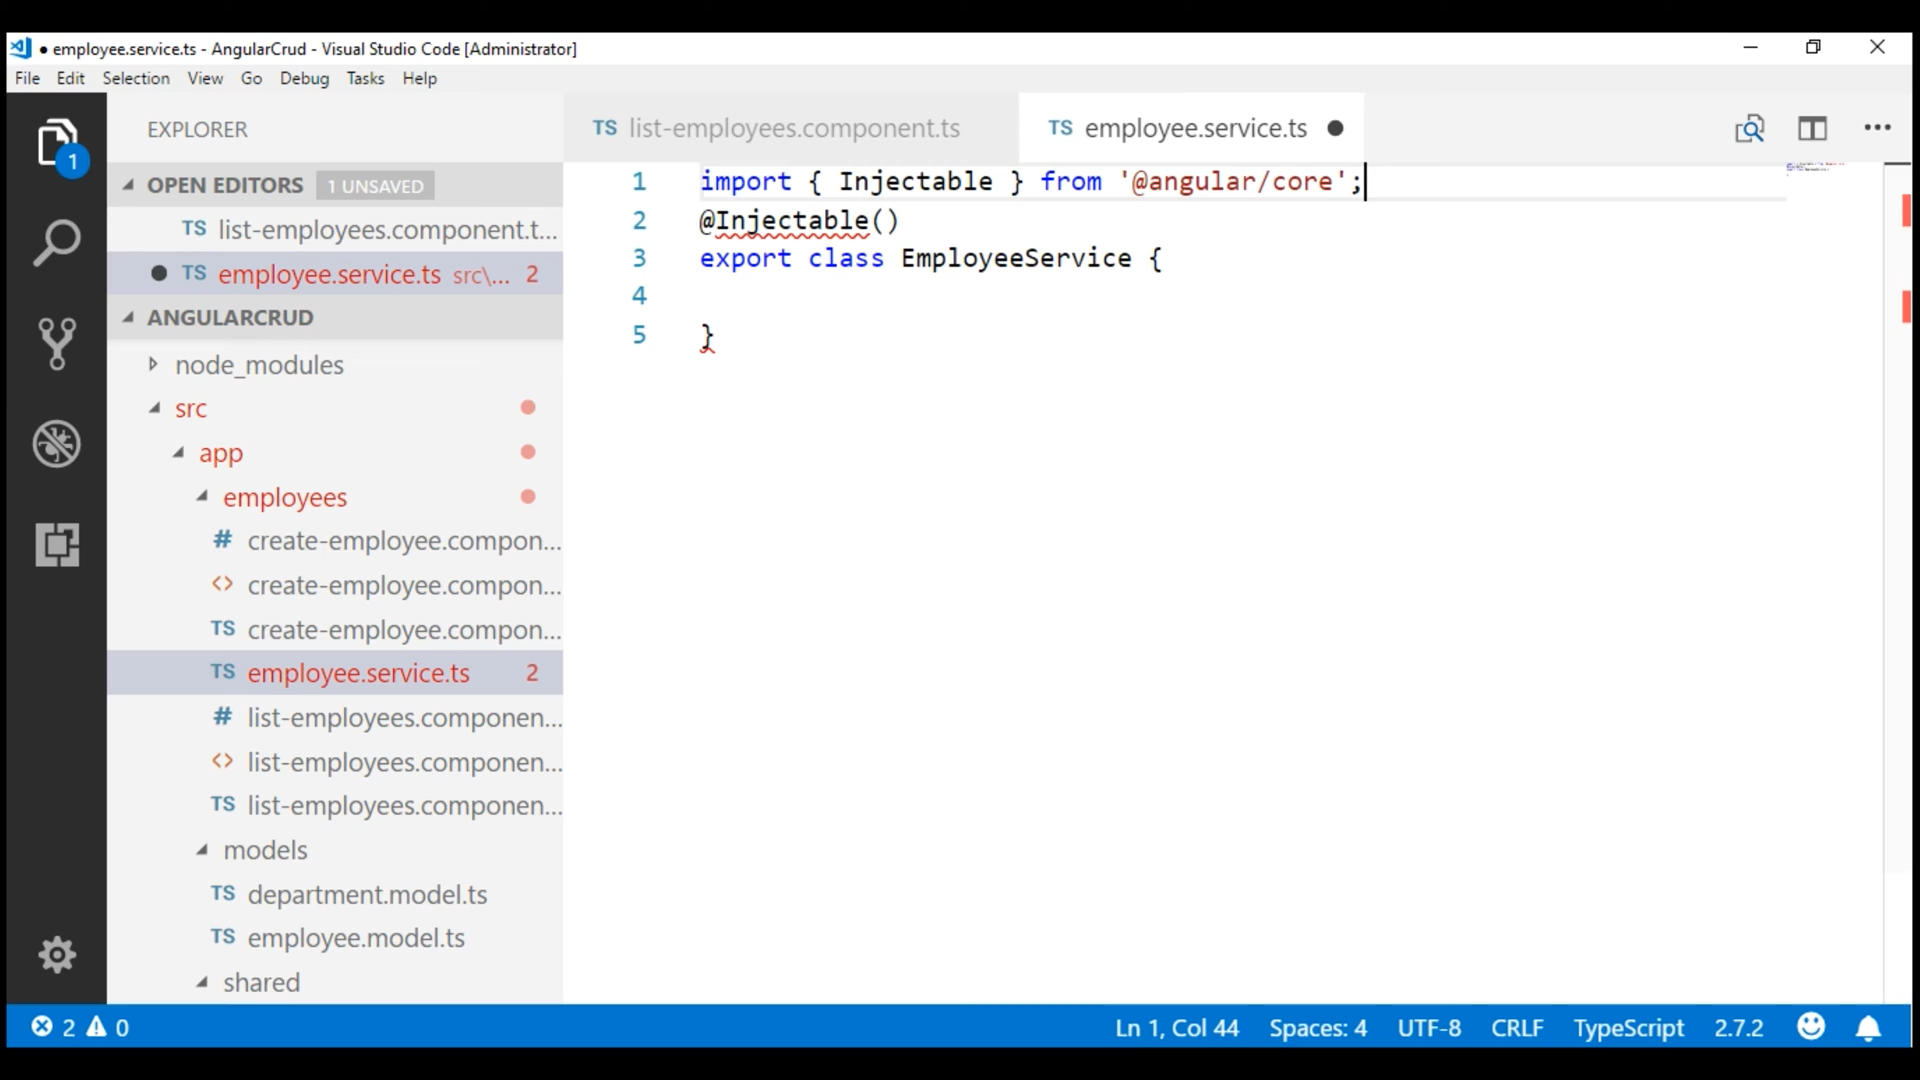 ● employee.service.ts - AngularCrud - Visual Studio Code [Administrator]
File Edit Selection View Go Debug Tasks Help
EXPLORER
TS list-employees.component.ts
TS employee.service.ts ●
1
OPEN EDITORS 1 UNSAVED
TS list-employees.component.t...
● TS employee.service.ts src\... 2
ANGULARCRUD
node_modules
src
app
employees
# create-employee.compon...
<> create-employee.compon...
TS create-employee.compon...
TS employee.service.ts 2
# list-employees.componen...
<> list-employees.componen...
TS list-employees.componen...
models
TS department.model.ts
TS employee.model.ts
shared
1 import { Injectable } from '@angular/core';
2 @Injectable()
3 export class EmployeeService {
4
5 }
2 0
Ln 1, Col 44 Spaces: 4 UTF-8 CRLF TypeScript 2.7.2